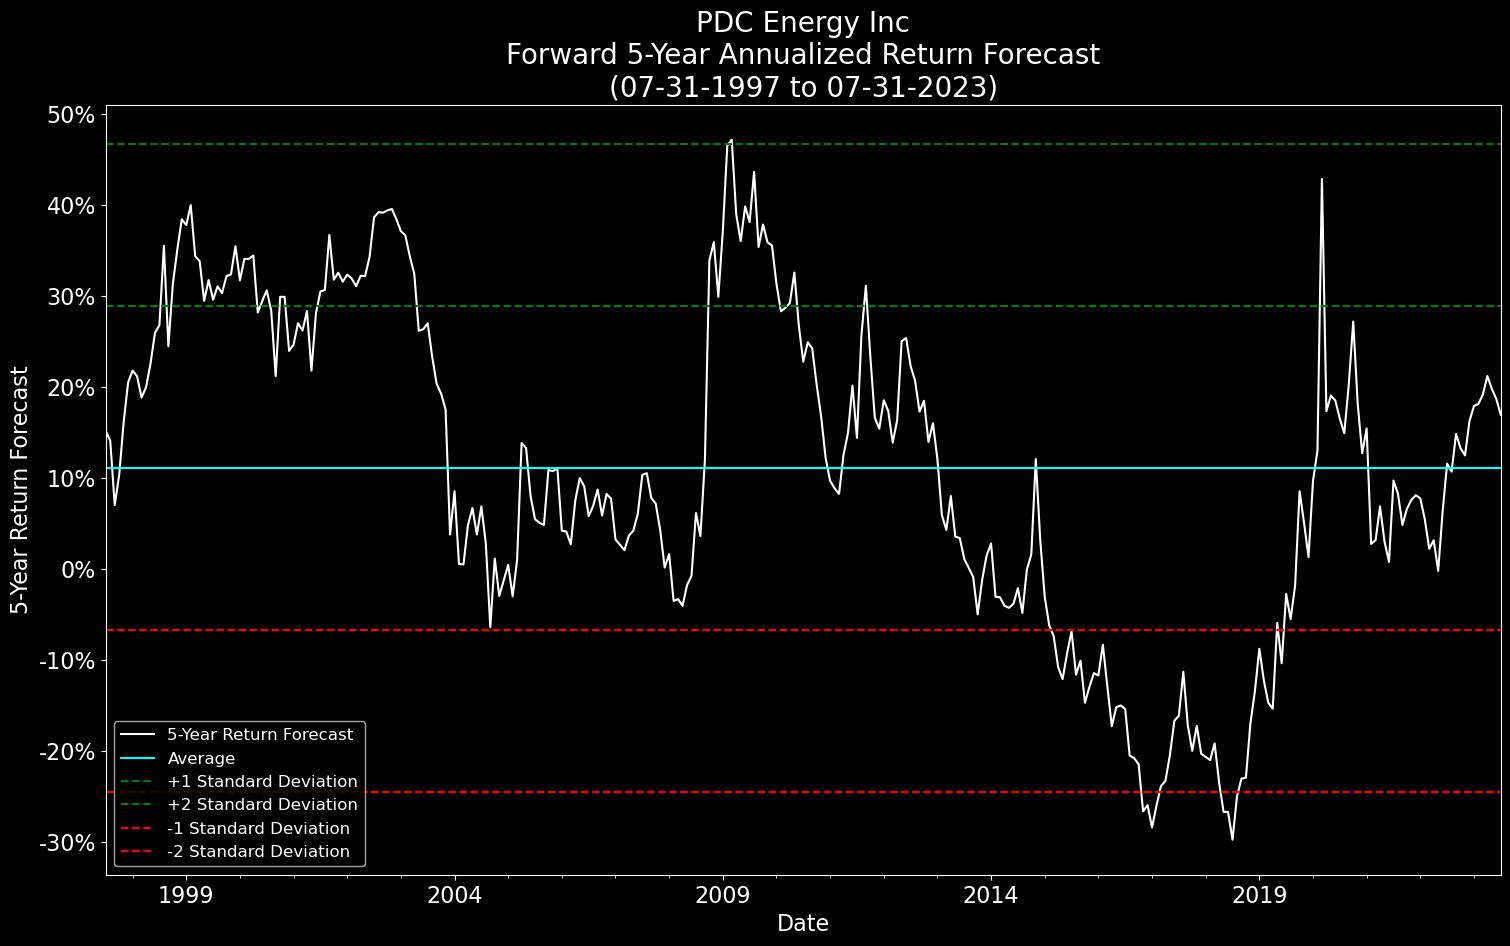 PDC Energy Inc
Forward 5-Year Annualized Return Forecast
(07-31-1997 to 07-31-2023)
50%
40%
30%
20%
10%
0%
-10%
-20%
-30%
5-Year Return Forecast
5-Year Return Forecast
Average
+1 Standard Deviation
+2 Standard Deviation
-1 Standard Deviation
-2 Standard Deviation
1999 2004 2009 2014 2019
Date